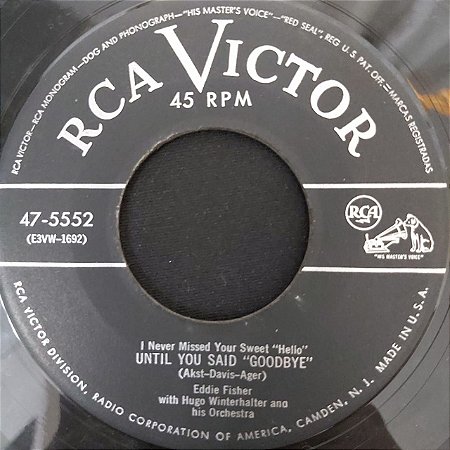 RCA VICTOR—RCA MONOGRAM—DOG AND PHONOGRAPH—"HIS MASTER'S VOICE"—"RED SEAL", REG U.S. PAT. OFF.—MARCAS REGISTRADAS
RCA VICTOR
45 RPM
47-5552
(E3VW-1692)
RCA
"HIS MASTER'S VOICE"
I Never Missed Your Sweet "Hello"
UNTIL YOU SAID "GOODBYE"
(Akst-Davis-Ager)
Eddie Fisher
with Hugo Winterhalter and
his Orchestra
RCA VICTOR DIVISION, RADIO CORPORATION OF AMERICA, CAMDEN, N. J. MADE IN U.S.A.